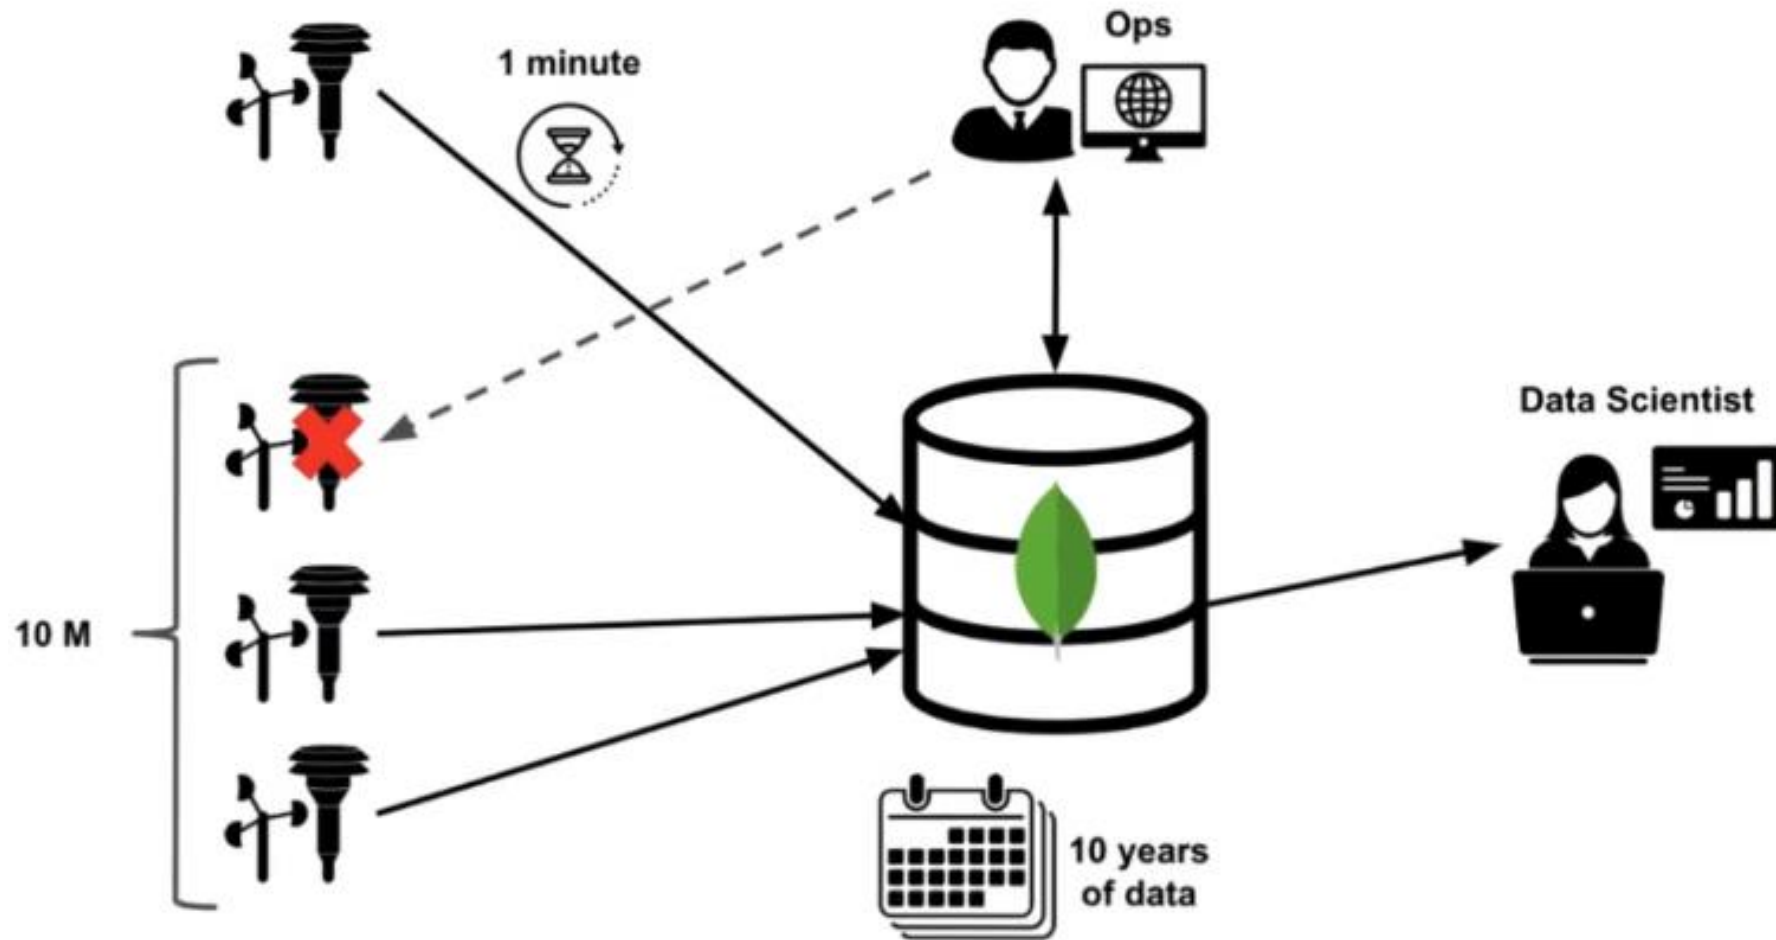 Ops
1 minute
Data Scientist
10 M
10 years
of data